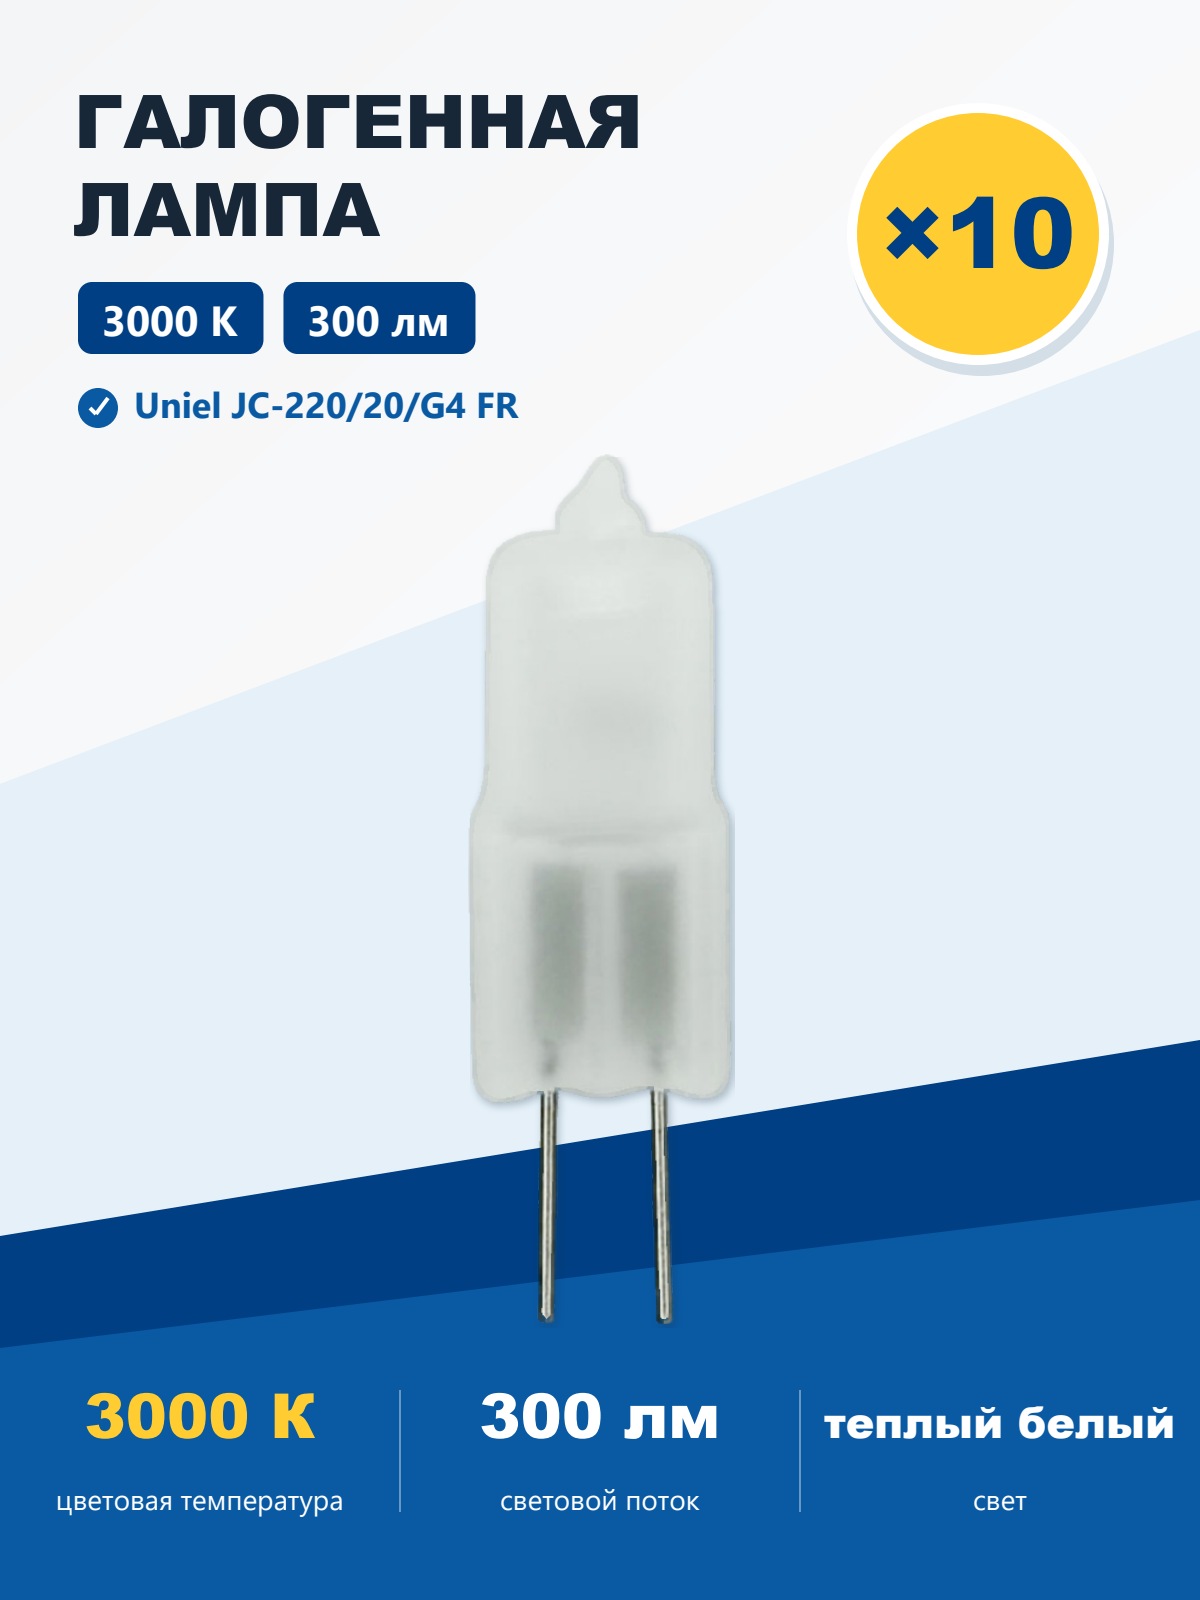 ГАЛОГЕННАЯ
ЛАМПА
×10
3000 К
300 лм
Uniel JC-220/20/G4 FR
3000 К
300 лм
теплый белый
цветовая температура
световой поток
свет